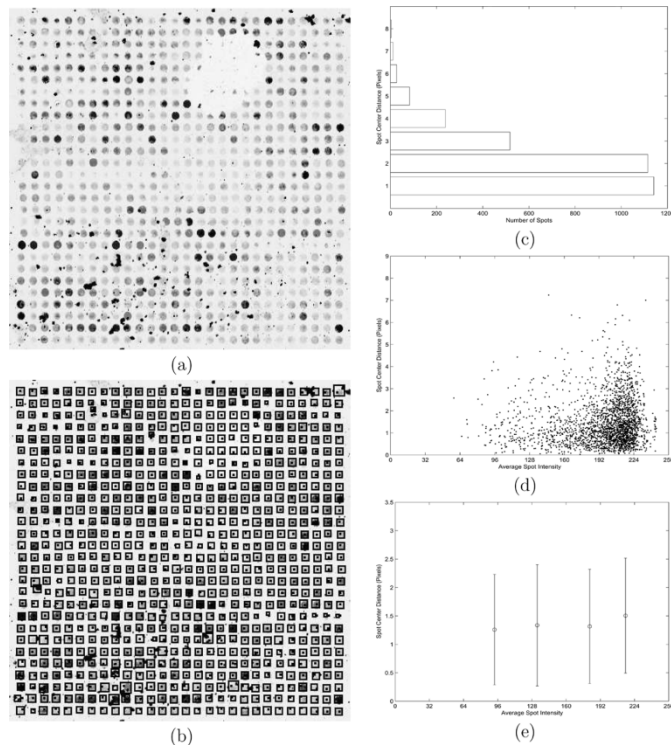 (a)
(b)
8
7
6
5
4
3
2
1
Spot Center Distance (Pixels)
0 200 400 600 800 1000 120
Number of Spots
(c)
9
8
7
6
5
4
3
2
1
0
Spot Center Distance (Pixels)
0 32 64 96 128 160 192 224 25
Average Spot Intensity
(d)
3.5
3
2.5
2
1.5
1
0.5
0
Spot Center Distance (Pixels)
0 32 64 96 128 160 192 224 25
Average Spot Intensity
(e)